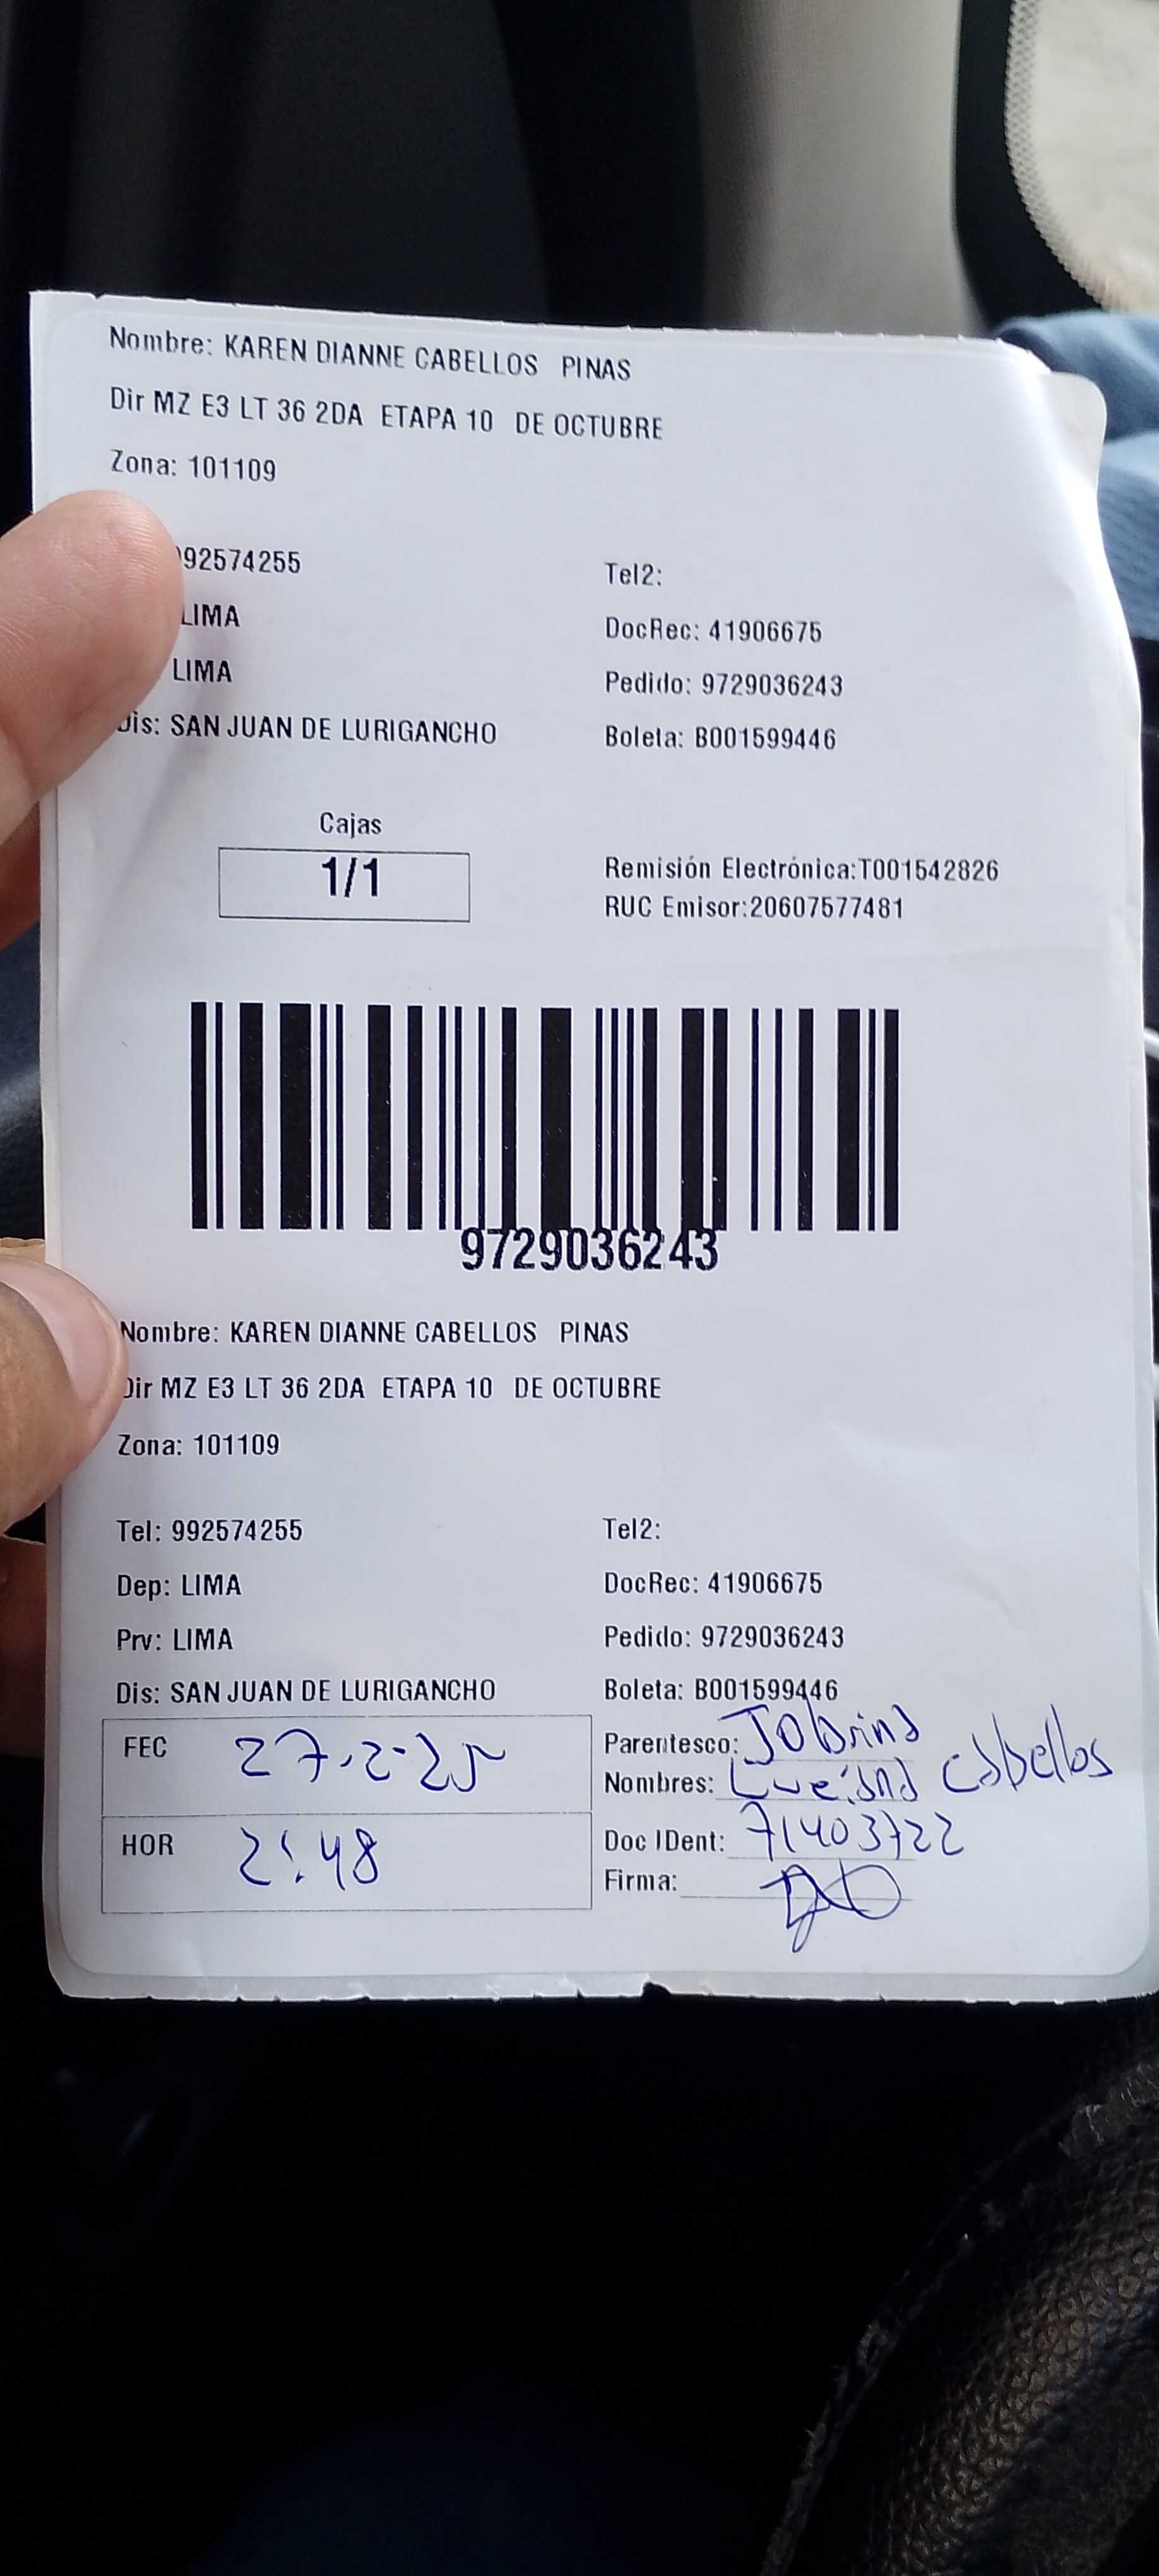 Nombre: KAREN DIANNE CABELLOS PINAS
Dir MZ E3 LT 36 2DA ETAPA 10 DE OCTUBRE
Zona: 101109
92574255
Tel2:
LIMA
DocRec: 41906675
LIMA
Pedido: 9729036243
Dis: SAN JUAN DE LURIGANCHO
Boleta: B001599446
Cajas
1/1
Remisión Electrónica:T001542826
RUC Emisor:20607577481
9729036243
Nombre: KAREN DIANNE CABELLOS PINAS
Dir MZ E3 LT 36 2DA ETAPA 10 DE OCTUBRE
Zona: 101109
Tel: 992574255
Tel2:
Dep: LIMA
DocRec: 41906675
Prv: LIMA
Pedido: 9729036243
Dis: SAN JUAN DE LURIGANCHO
Boleta: B001599446
FEC 27-2-25
Parentesco: Sobrina
Nombres: Cabellos
HOR 2:48
Doc IDent: 71403722
Firma: